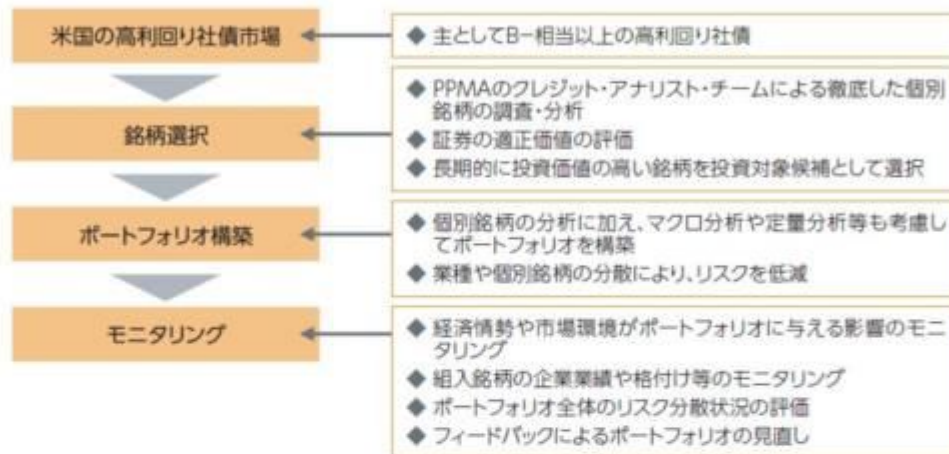 米国の高利回り社債市場
◆ 主としてB－相当以上の高利回り社債
銘柄選択
◆ PPMAのクレジット・アナリスト・チームによる徹底した個別
銘柄の調査・分析
◆ 証券の適正価値の評価
◆ 長期的に投資価値の高い銘柄を投資対象候補として選択
ポートフォリオ構築
◆ 個別銘柄の分析に加え、マクロ分析や定量分析等も考慮し
てポートフォリオを構築
◆ 業種や個別銘柄の分散により、リスクを低減
モニタリング
◆ 経済情勢や市場環境がポートフォリオに与える影響のモニ
タリング
◆ 組入銘柄の企業業績や格付け等のモニタリング
◆ ポートフォリオ全体のリスク分散状況の評価
◆ フィードバックによるポートフォリオの見直し